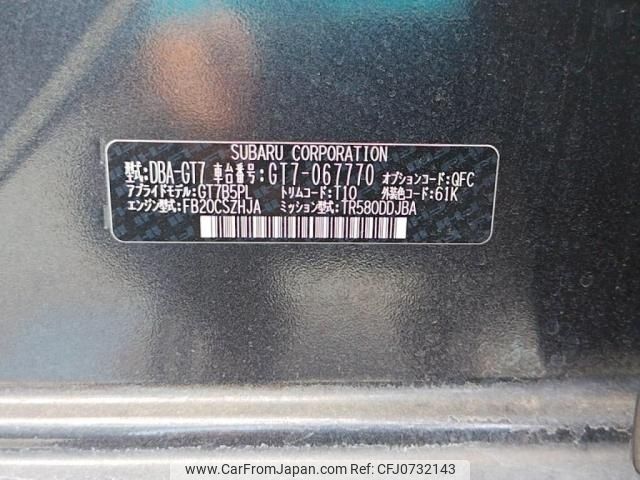 SUBARU CORPORATION
型式:DBA-GT7 車台番号:GT7-067770 オプションコード:QFC
アプライドモデル:GT7B5PL トリムコード:T10 外装色コード:61K
エンジン型式:FB20CSZHJA ミッション型式:TR580DDJBA
www.CarFromJapan.com | CFJ0732143